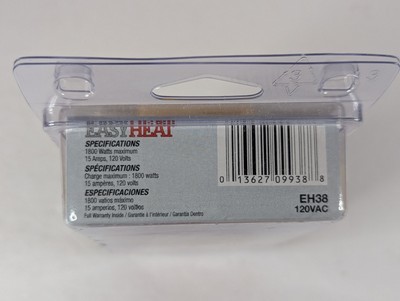 EASYHEAT
SPECIFICATIONS
1800 Watts maximum
15 Amps, 120 Volts
SPÉCIFICATIONS
Charge maximum : 1800 watts
15 ampères, 120 volts
ESPECIFICACIONES
1800 vatios máximo
15 amperios, 120 voltios
Full Warranty Inside / Garantie à l'intérieur / Garantía Dentro
0 13627 09938 8
EH38
120VAC